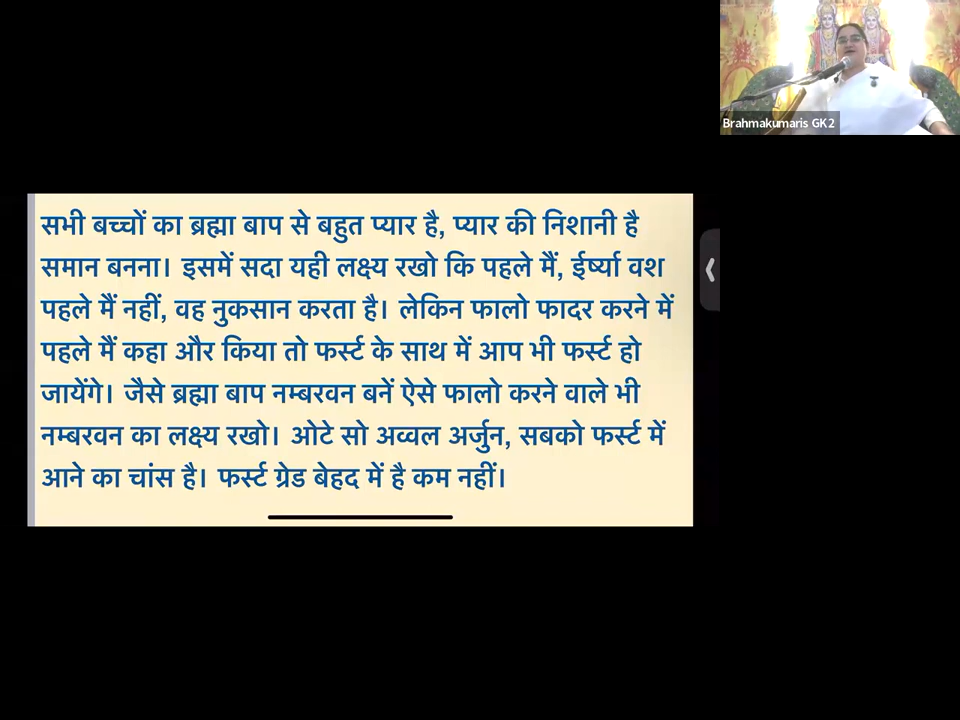 Brahmakumaris GK2
सभी बच्चों का ब्रह्मा बाप से बहुत प्यार है, प्यार की निशानी है
समान बनना। इसमें सदा यही लक्ष्य रखो कि पहले मैं, ईर्ष्या वश
पहले मैं नहीं, वह नुकसान करता है। लेकिन फालो फादर करने में
पहले मैं कहा और किया तो फर्स्ट के साथ में आप भी फर्स्ट हो
जायेंगे। जैसे ब्रह्मा बाप नम्बरवन बनें ऐसे फालो करने वाले भी
नम्बरवन का लक्ष्य रखो। ओटे सो अव्वल अर्जुन, सबको फर्स्ट में
आने का चांस है। फर्स्ट ग्रेड बेहद में है कम नहीं।